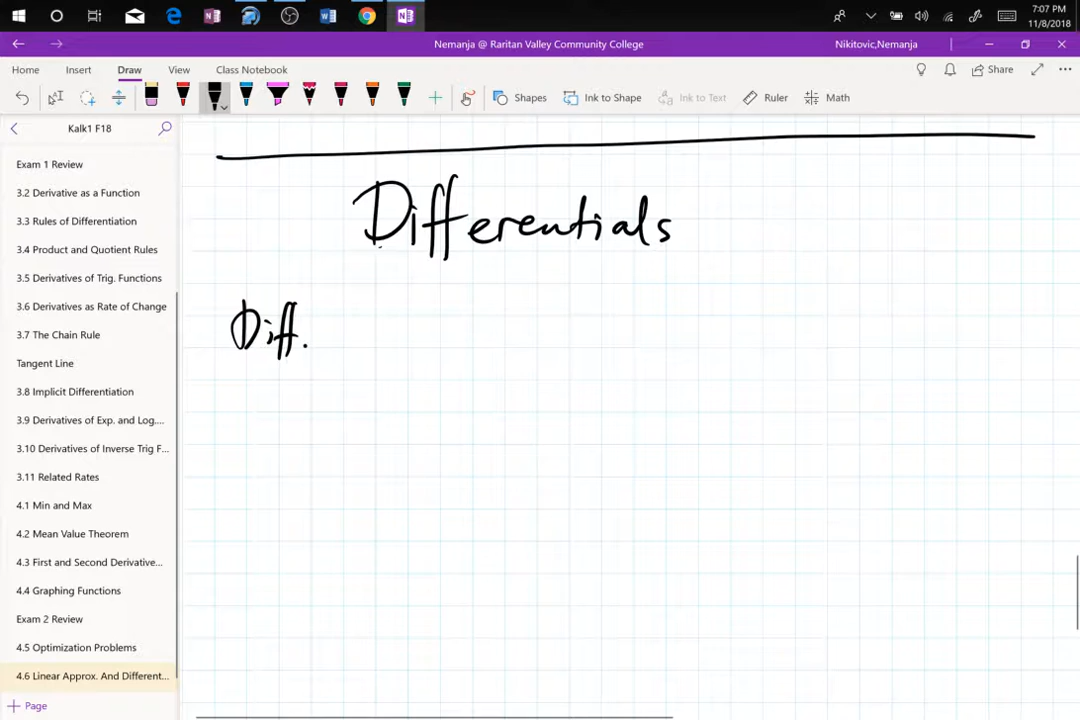 7:07 PM
11/8/2018
Nemanja @ Raritan Valley Community College
Nikitovic,Nemanja
Home Insert Draw View Class Notebook
Share
Shapes Ink to Shape Ink to Text Ruler Math
Kalk1 F18
Exam 1 Review
3.2 Derivative as a Function
3.3 Rules of Differentiation
3.4 Product and Quotient Rules
3.5 Derivatives of Trig. Functions
3.6 Derivatives as Rate of Change
3.7 The Chain Rule
Tangent Line
3.8 Implicit Differentiation
3.9 Derivatives of Exp. and Log....
3.10 Derivatives of Inverse Trig F...
3.11 Related Rates
4.1 Min and Max
4.2 Mean Value Theorem
4.3 First and Second Derivative...
4.4 Graphing Functions
Exam 2 Review
4.5 Optimization Problems
4.6 Linear Approx. And Different...
+ Page
Differentials
Diff.